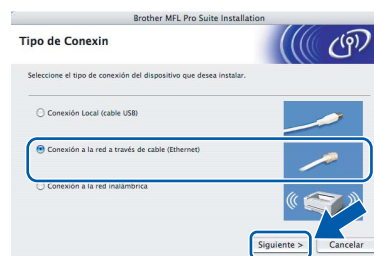 Brother MFL Pro Suite Installation
Tipo de Conexin
Seleccione el tipo de conexión del dispositivo que desea instalar.
Conexión Local (cable USB)
Conexión a la red a través de cable (Ethernet)
Conexión a la red inalámbrica
Siguiente >
Cancelar